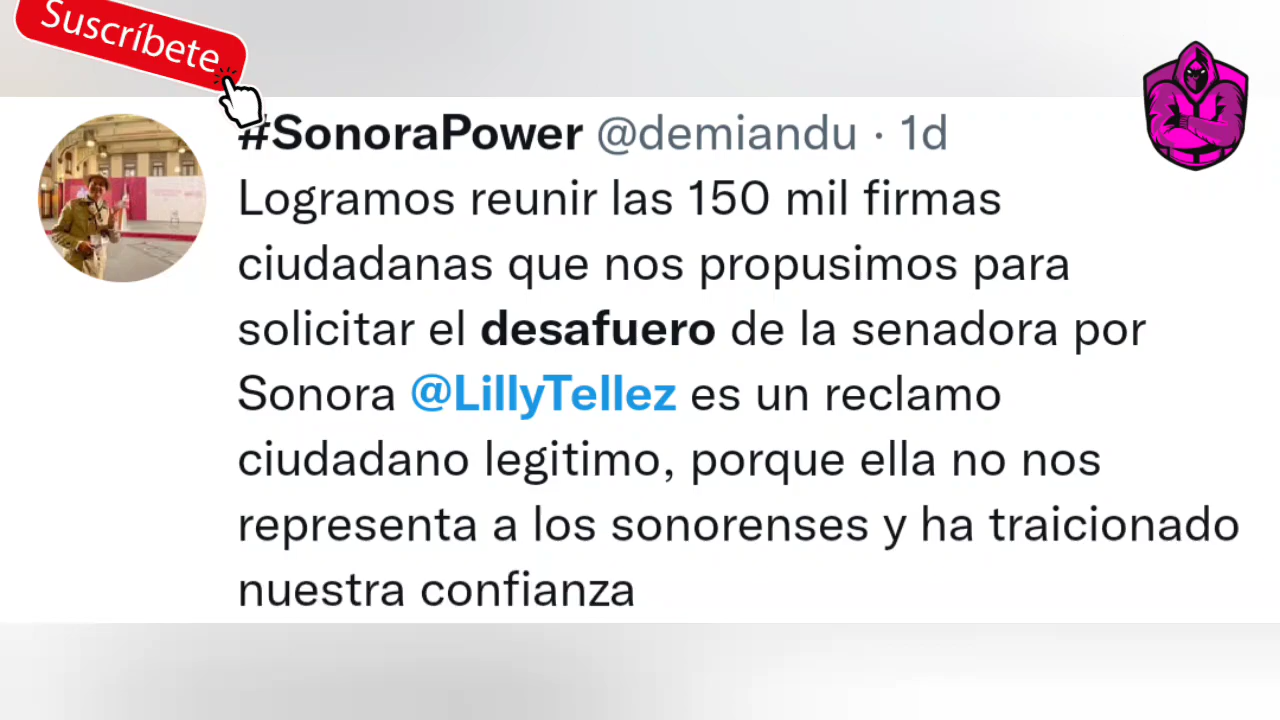 Suscríbete
#SonoraPower @demiandu · 1d
Logramos reunir las 150 mil firmas
ciudadanas que nos propusimos para
solicitar el desafuero de la senadora por
Sonora @LillyTellez es un reclamo
ciudadano legitimo, porque ella no nos
representa a los sonorenses y ha traicionado
nuestra confianza